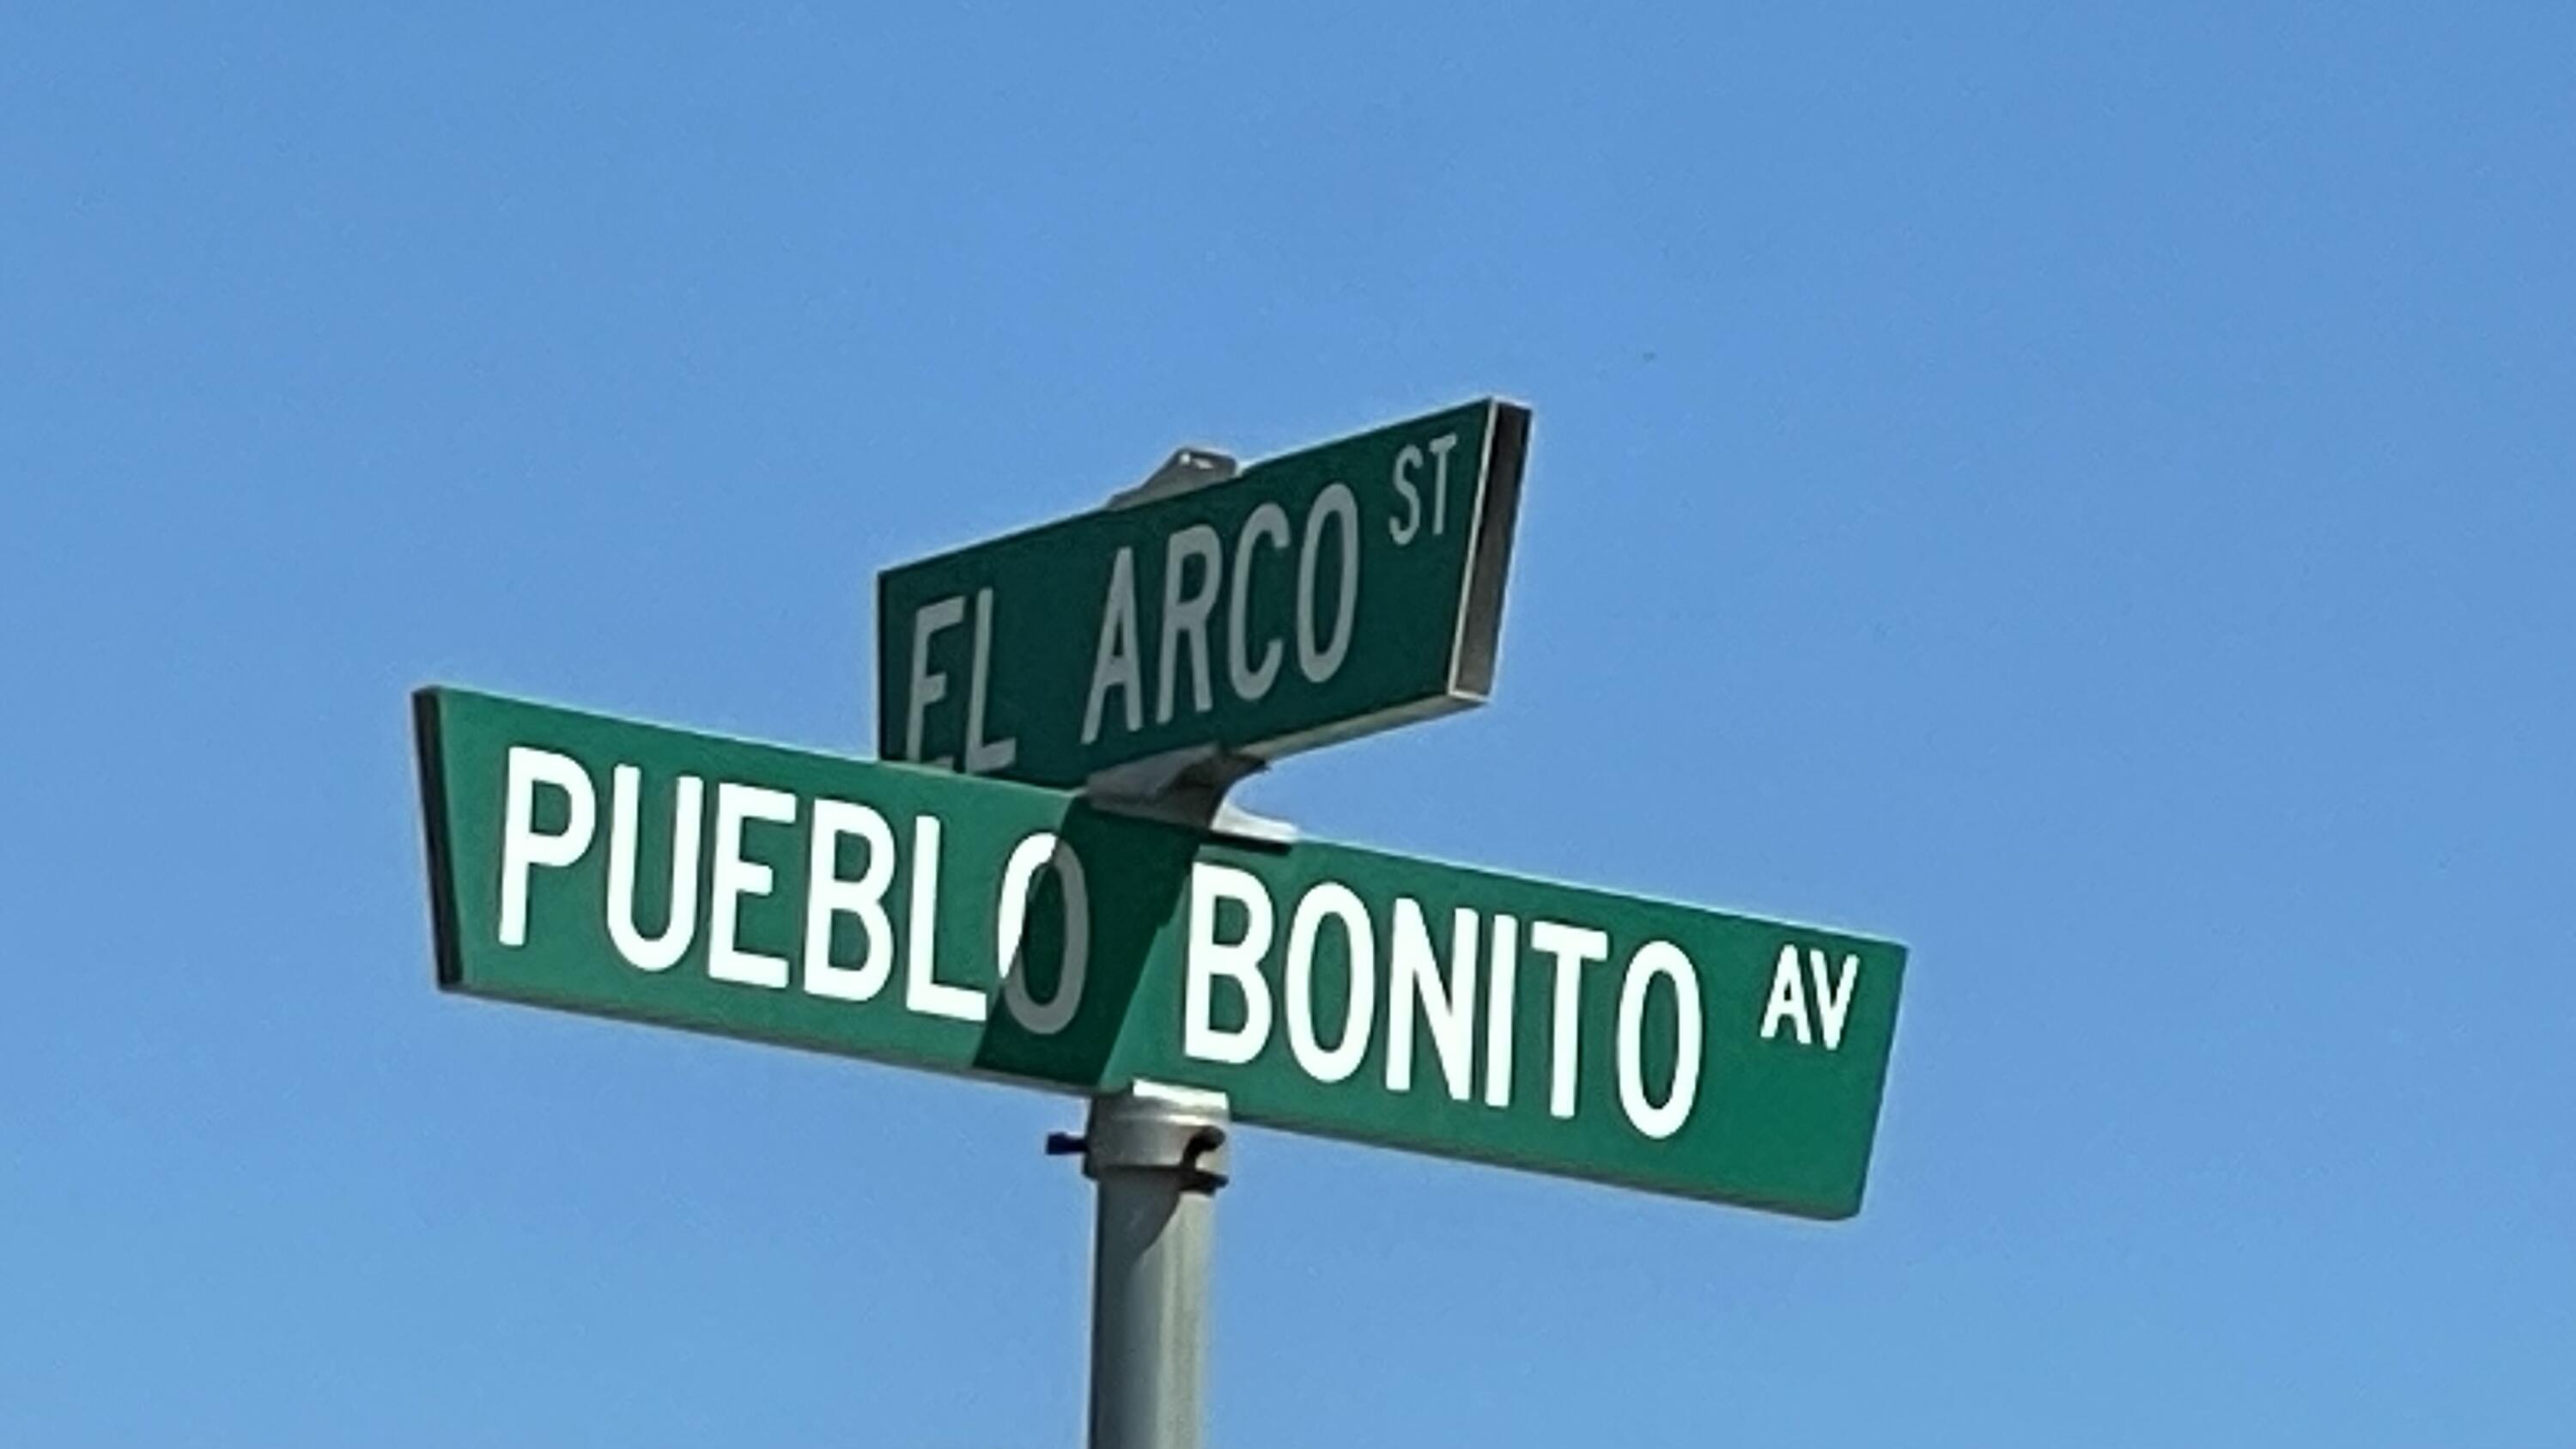 EL ARCO ST
PUEBLO BONITO AV